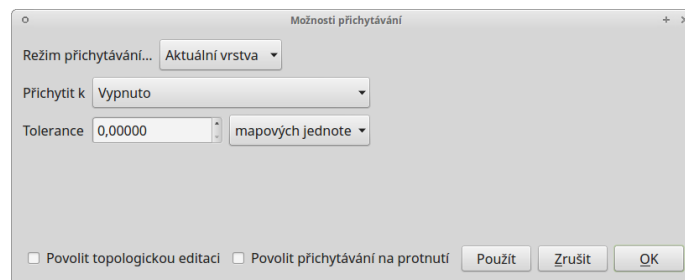 Možnosti přichytávání
Režim přichytávání... Aktuální vrstva
Přichytit k Vypnuto
Tolerance 0,00000 mapových jednote
Povolit topologickou editaci Povolit přichytávání na protnutí Použít Zrušit OK